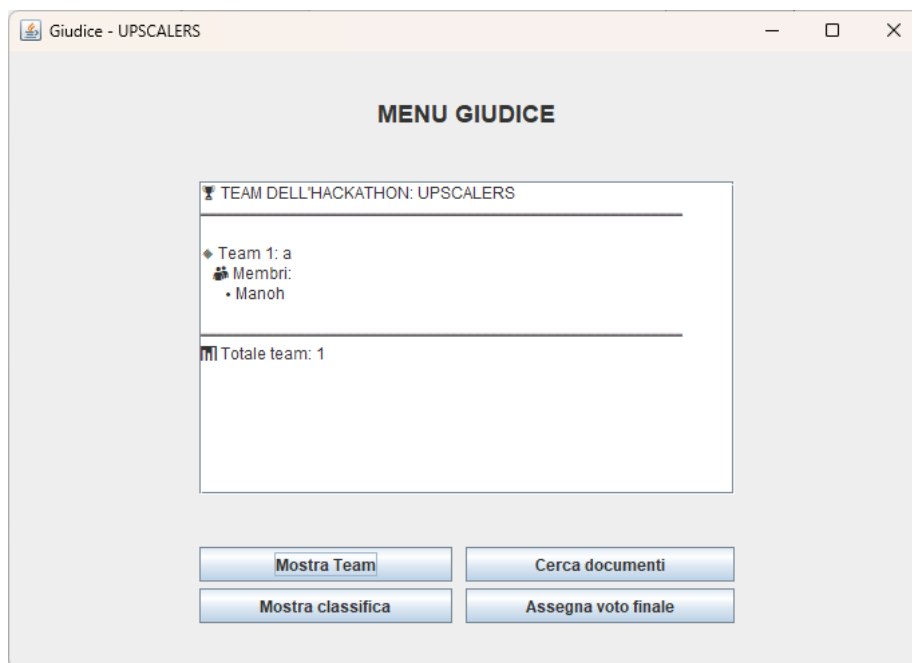 Giudice - UPSCALERS
MENU GIUDICE
🏆 TEAM DELL'HACKATHON: UPSCALERS
🔹 Team 1: a
👥 Membri:
• Manoh
📊 Totale team: 1
Mostra Team
Cerca documenti
Mostra classifica
Assegna voto finale